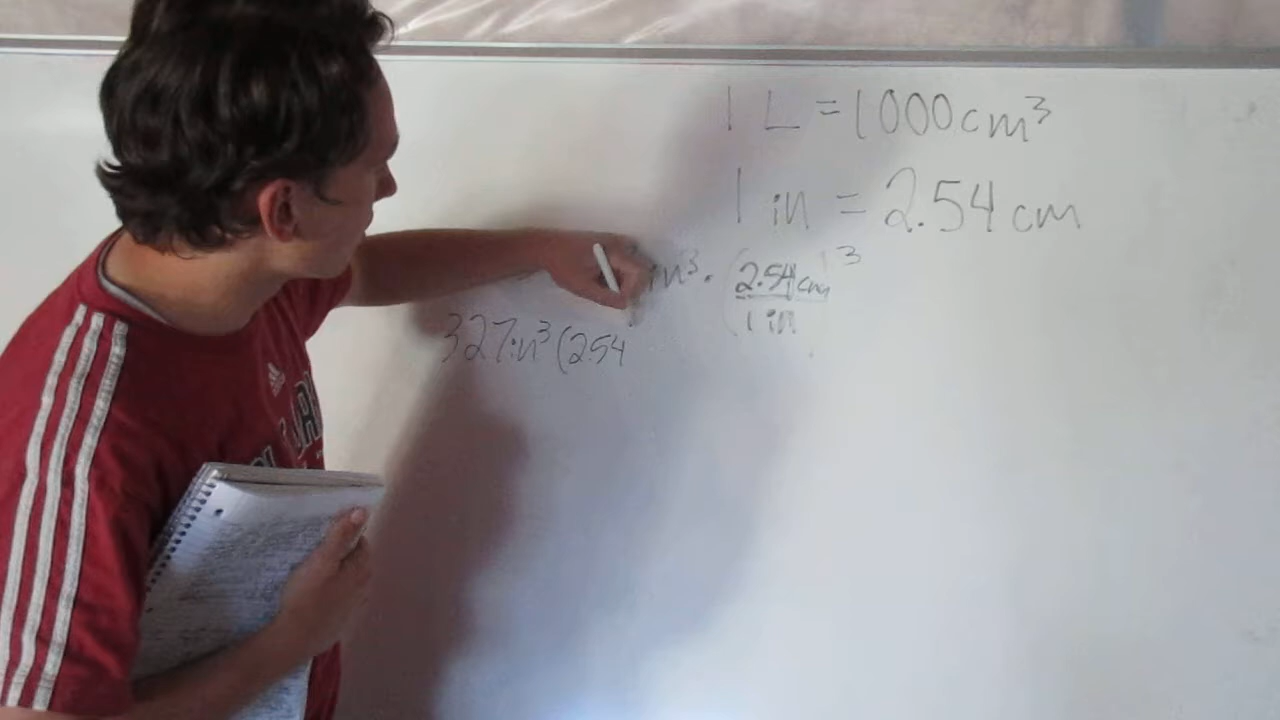 1 L = 1000 cm³
1 in = 2.54 cm
in³ · (2.54 cm / 1 in)³
327 in³ (2.54